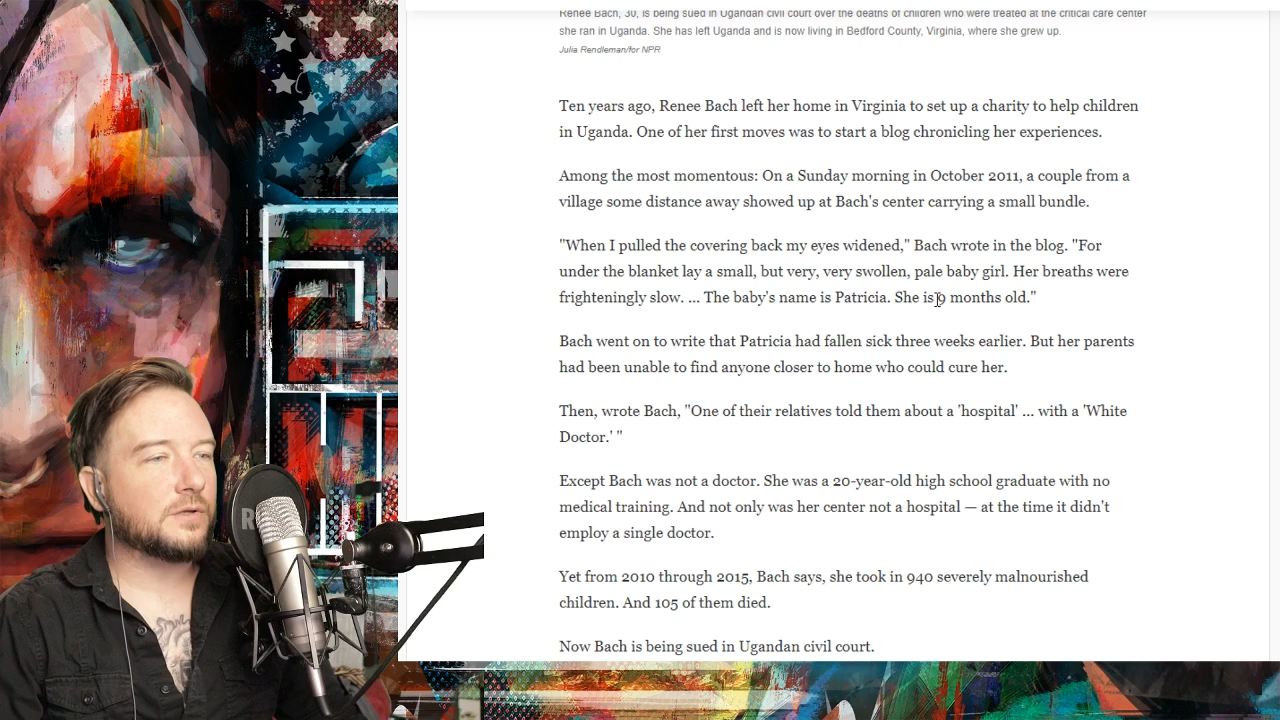 Renee Bach, 30, is being sued in Ugandan civil court over the deaths of children who were treated at the critical care center
she ran in Uganda. She has left Uganda and is now living in Bedford County, Virginia, where she grew up.
Julia Rendleman/for NPR
Ten years ago, Renee Bach left her home in Virginia to set up a charity to help children
in Uganda. One of her first moves was to start a blog chronicling her experiences.
Among the most momentous: On a Sunday morning in October 2011, a couple from a
village some distance away showed up at Bach's center carrying a small bundle.
"When I pulled the covering back my eyes widened," Bach wrote in the blog. "For
under the blanket lay a small, but very, very swollen, pale baby girl. Her breaths were
frighteningly slow. ... The baby's name is Patricia. She is 9 months old."
Bach went on to write that Patricia had fallen sick three weeks earlier. But her parents
had been unable to find anyone closer to home who could cure her.
Then, wrote Bach, "One of their relatives told them about a 'hospital' ... with a 'White
Doctor.' "
Except Bach was not a doctor. She was a 20-year-old high school graduate with no
medical training. And not only was her center not a hospital — at the time it didn't
employ a single doctor.
Yet from 2010 through 2015, Bach says, she took in 940 severely malnourished
children. And 105 of them died.
Now Bach is being sued in Ugandan civil court.